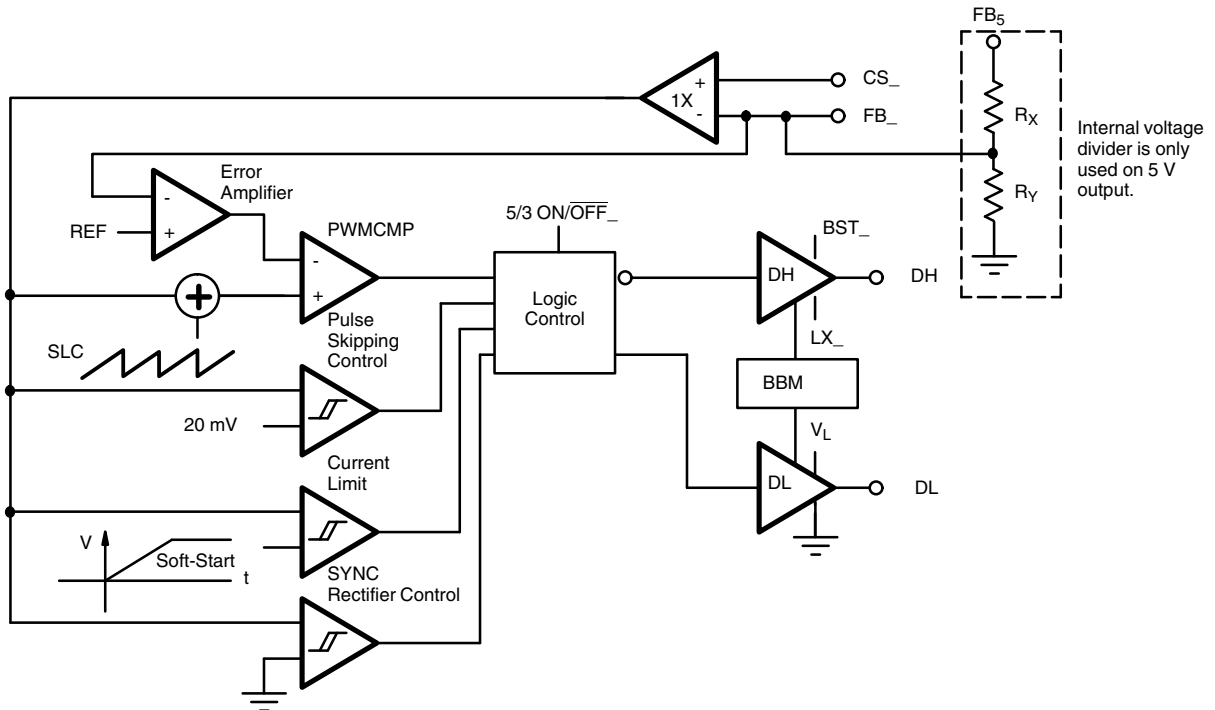 FB5
CS_
+
1X
-
FB_
RX
Internal voltage
divider is only
used on 5 V
output.
RY
Error
Amplifier
-
REF
+
5/3 ON/OFF_
PWMCMP
-
+
BST_
DH
DH
Logic
Control
LX_
+
SLC
Pulse
Skipping
Control
BBM
20 mV
VL
Current
Limit
DL
DL
V
Soft-Start
t
SYNC
Rectifier Control